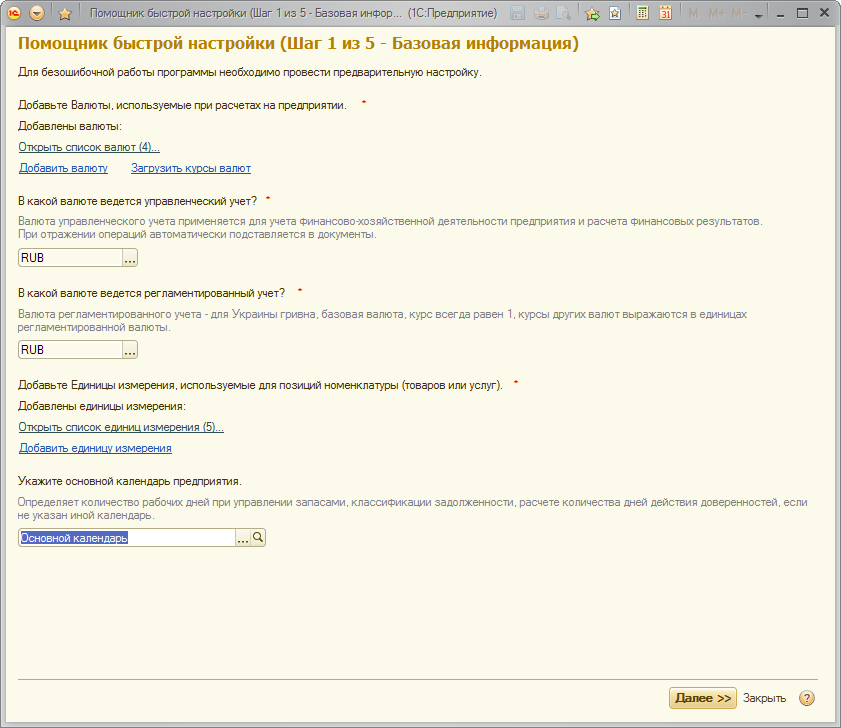 Помощник быстрой настройки (Шаг 1 из 5 - Базовая инфор... (1С:Предприятие)
31 M M+ M-
Помощник быстрой настройки (Шаг 1 из 5 - Базовая информация)
Для безошибочной работы программы необходимо провести предварительную настройку.
Добавьте Валюты, используемые при расчетах на предприятии. *
Добавлены валюты:
Открыть список валют (4)...
Добавить валюту Загрузить курсы валют
В какой валюте ведется управленческий учет? *
Валюта управленческого учета применяется для учета финансово-хозяйственной деятельности предприятия и расчета финансовых результатов.
При отражении операций автоматически подставляется в документы.
RUB ...
В какой валюте ведется регламентированный учет? *
Валюта регламентированного учета - для Украины гривна, базовая валюта, курс всегда равен 1, курсы других валют выражаются в единицах
регламентированной валюты.
RUB ...
Добавьте Единицы измерения, используемые для позиций номенклатуры (товаров или услуг). *
Добавлены единицы измерения:
Открыть список единиц измерения (5)...
Добавить единицу измерения
Укажите основной календарь предприятия.
Определяет количество рабочих дней при управлении запасами, классификации задолженности, расчете количества дней действия доверенностей, если
не указан иной календарь.
Основной календарь ...
Далее >> Закрыть ?